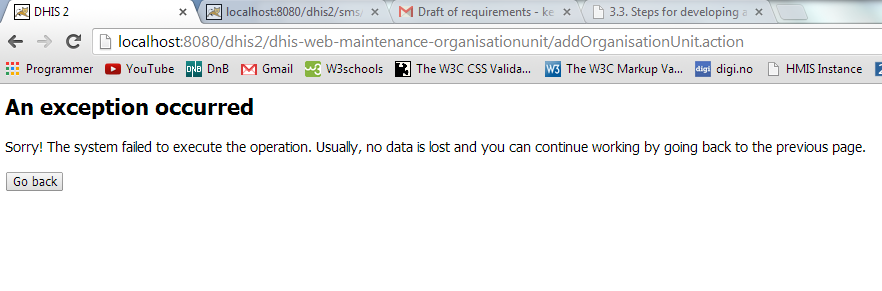 DHIS 2
localhost:8080/dhis2/sms/
Draft of requirements - ke
3.3. Steps for developing a
localhost:8080/dhis2/dhis-web-maintenance-organisationunit/addOrganisationUnit.action
Programmer YouTube DnB Gmail W3schools The W3C CSS Valida... The W3C Markup Va... digi.no HMIS Instance
An exception occurred
Sorry! The system failed to execute the operation. Usually, no data is lost and you can continue working by going back to the previous page.
Go back